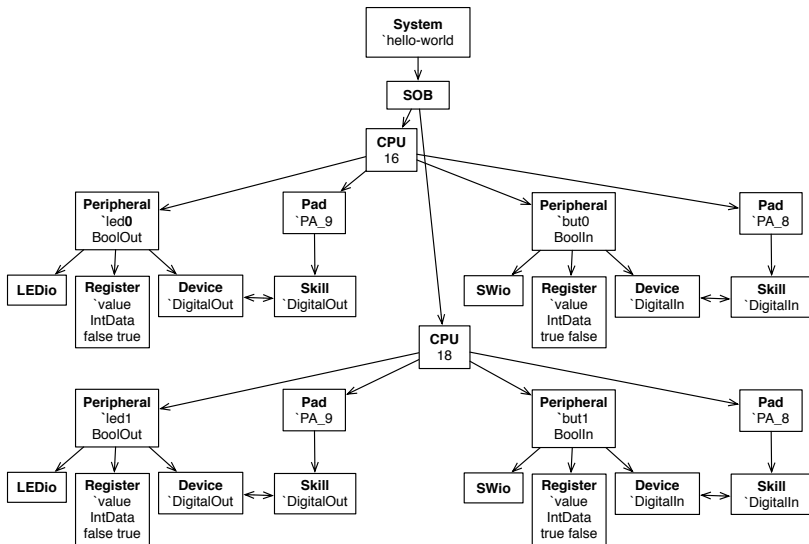 System
`hello-world
SOB
CPU
16
Peripheral
`led0
BoolOut
Pad
`PA_9
Peripheral
`but0
BoolIn
Pad
`PA_8
LEDio
Register
`value
IntData
false true
Device
`DigitalOut
Skill
`DigitalOut
SWio
Register
`value
IntData
true false
Device
`DigitalIn
Skill
`DigitalIn
CPU
18
Peripheral
`led1
BoolOut
Pad
`PA_9
Peripheral
`but1
BoolIn
Pad
`PA_8
LEDio
Register
`value
IntData
false true
Device
`DigitalOut
Skill
`DigitalOut
SWio
Register
`value
IntData
true false
Device
`DigitalIn
Skill
`DigitalIn